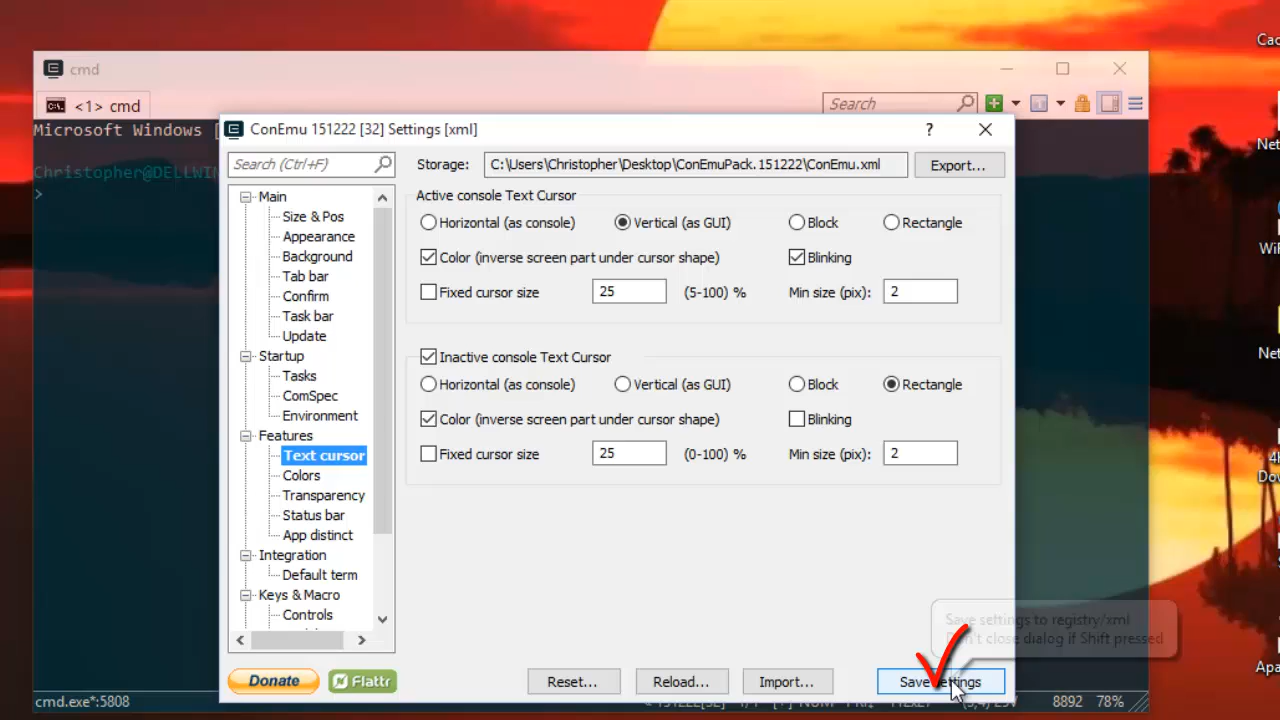 cmd
<1> cmd
Search
Microsoft Windows [
ConEmu 151222 [32] Settings [xml]
?
Search (Ctrl+F)
Storage:
C:\Users\Christopher\Desktop\ConEmuPack.151222\ConEmu.xml
Export...
Christopher@DELLWIN
>
Main
Size & Pos
Appearance
Background
Tab bar
Confirm
Task bar
Update
Startup
Tasks
ComSpec
Environment
Features
Text cursor
Colors
Transparency
Status bar
App distinct
Integration
Default term
Keys & Macro
Controls
Active console Text Cursor
Horizontal (as console)
Vertical (as GUI)
Block
Rectangle
Color (inverse screen part under cursor shape)
Blinking
Fixed cursor size
25
(5-100) %
Min size (pix):
2
Inactive console Text Cursor
Horizontal (as console)
Vertical (as GUI)
Block
Rectangle
Color (inverse screen part under cursor shape)
Blinking
Fixed cursor size
25
(0-100) %
Min size (pix):
2
Save settings to registry/xml
Don't close dialog if Shift pressed
Donate
Flattr
Reset...
Reload...
Import...
Save settings
cmd.exe*:5808
8892
78%